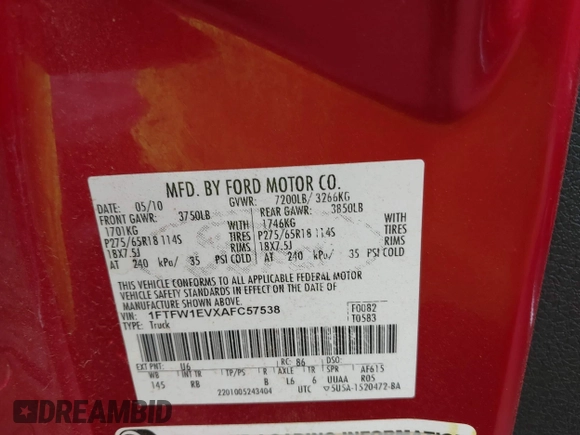 MFD. BY FORD MOTOR CO.
DATE: 05/10 GVWR: 7200LB/ 3266KG
FRONT GAWR: 3750LB REAR GAWR: 3850LB
1701KG WITH 1746KG WITH
P275/65R18 114S TIRES P275/65R18 114S TIRES
18X7.5J RIMS 18X7.5J RIMS
AT 240 kPa/ 35 PSI COLD AT 240 kPa/ 35 PSI COLD
THIS VEHICLE CONFORMS TO ALL APPLICABLE FEDERAL MOTOR
VEHICLE SAFETY STANDARDS IN EFFECT ON THE DATE OF
MANUFACTURE SHOWN ABOVE.
VIN: 1FTFW1EVXAFC57538 F0082
TYPE: Truck T0583
EXT PNT: U6 RC: 86 DSO:
WB INT TR TP/PS R AXLE TR SPR AF615
145 RB B L6 6 UUAA R05
2201005243404 UTC 5U5A-1520472-BA
DREAMBID